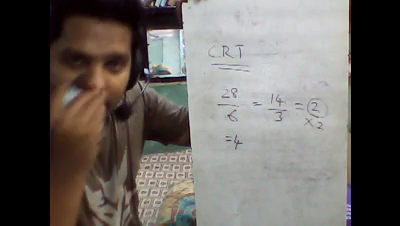 C.R.T
28/6 = 14/3 = 2
x 2
= 4